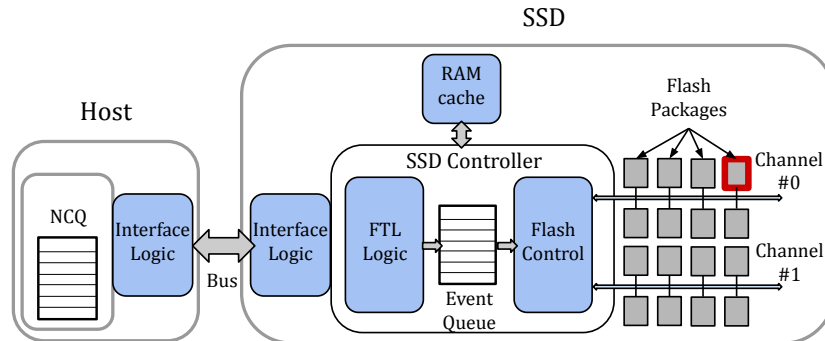 SSD
Host
RAM
cache
Flash
Packages
SSD Controller
Channel
#0
NCQ
Interface
Logic
Bus
Interface
Logic
FTL
Logic
Event
Queue
Flash
Control
Channel
#1